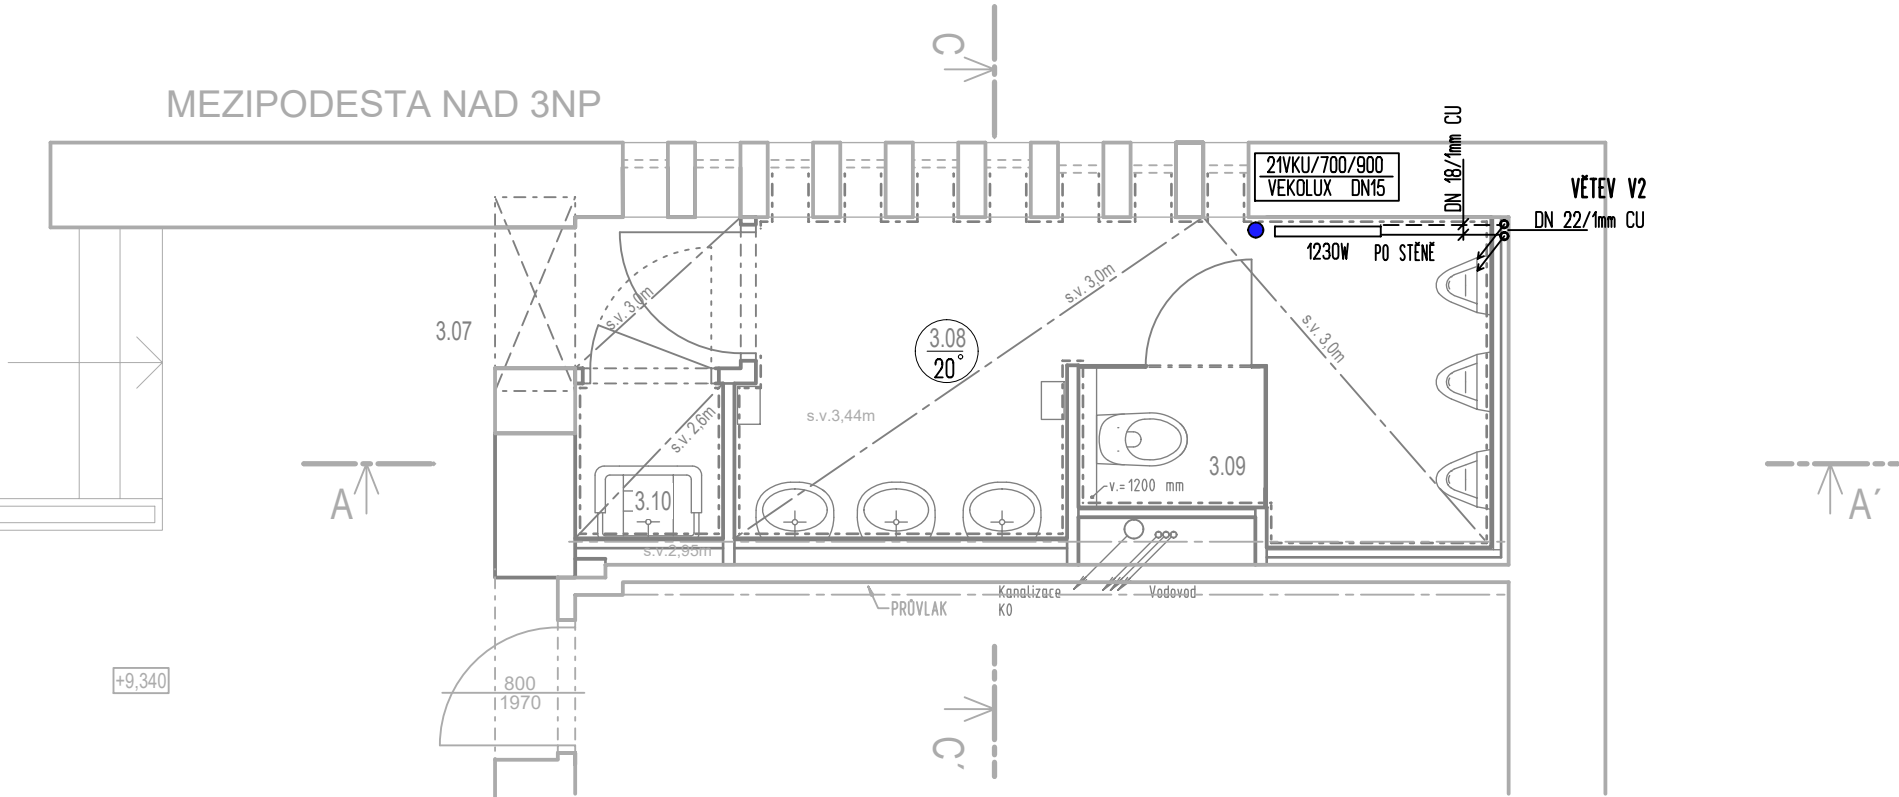 C
MEZIPODESTA NAD 3NP
DN 18/1mm CU
21VKU/700/900
VEKOLUX DN15
VĚTEV V2
DN 22/1mm CU
1230W
PO STĚNĚ
s.v. 3,0m
s.v. 3,0m
s.v. 3,0m
3.07
3.08
20°
s.v. 2,6m
s.v.3,44m
3.09
v.= 1200 mm
3.10
A
A´
s.v.2,95m
Kanalizace
K0
Vodovod
PRŮVLAK
+9,340
800
1970
C´